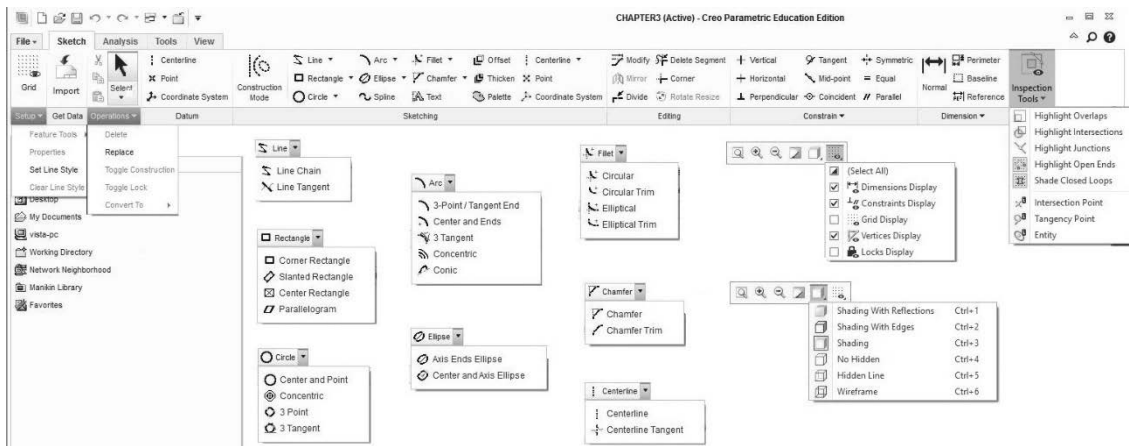 CHAPTER3 (Active) - Creo Parametric Education Edition
File Sketch Analysis Tools View
Grid
Import
Select
Centerline
Point
Coordinate System
Construction Mode
Line Arc Fillet Offset Centerline
Rectangle Ellipse Chamfer Thicken Point
Circle Spline Text Palette Coordinate System
Modify Delete Segment
Mirror Corner
Divide Rotate Resize
Vertical Tangent Symmetric
Horizontal Mid-point Equal
Perpendicular Coincident Parallel
Normal
Perimeter
Baseline
Reference
Inspection Tools
Setup Get Data Operations Datum Sketching Editing Constrain Dimension
Feature Tools
Properties
Set Line Style
Clear Line Style
Delete
Replace
Toggle Construction
Toggle Lock
Convert To
Desktop
My Documents
vista-pc
Working Directory
Network Neighborhood
Manikin Library
Favorites
Line
Line Chain
Line Tangent
Rectangle
Corner Rectangle
Slanted Rectangle
Center Rectangle
Parallelogram
Circle
Center and Point
Concentric
3 Point
3 Tangent
Arc
3-Point / Tangent End
Center and Ends
3 Tangent
Concentric
Conic
Ellipse
Axis Ends Ellipse
Center and Axis Ellipse
Fillet
Circular
Circular Trim
Elliptical
Elliptical Trim
Chamfer
Chamfer
Chamfer Trim
Centerline
Centerline
Centerline Tangent
(Select All)
Dimensions Display
Constraints Display
Grid Display
Vertices Display
Locks Display
Shading With Reflections Ctrl+1
Shading With Edges Ctrl+2
Shading Ctrl+3
No Hidden Ctrl+4
Hidden Line Ctrl+5
Wireframe Ctrl+6
Highlight Overlaps
Highlight Intersections
Highlight Junctions
Highlight Open Ends
Shade Closed Loops
Intersection Point
Tangency Point
Entity